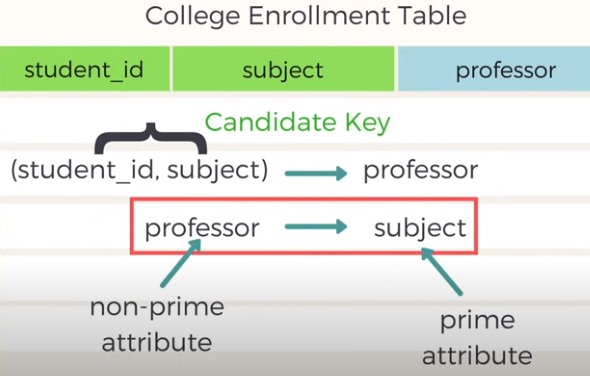 College Enrollment Table
student_id subject professor
Candidate Key
(student_id, subject) professor
professor subject
non-prime
attribute
prime
attribute